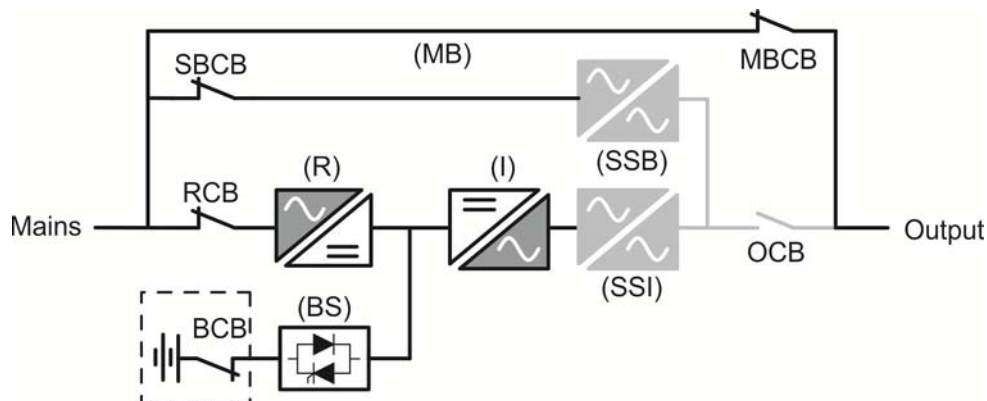 (MB)
MBCB
SBCB
(SSB)
(R)
(I)
RCB
Mains
Output
OCB
(SSI)
(BS)
BCB